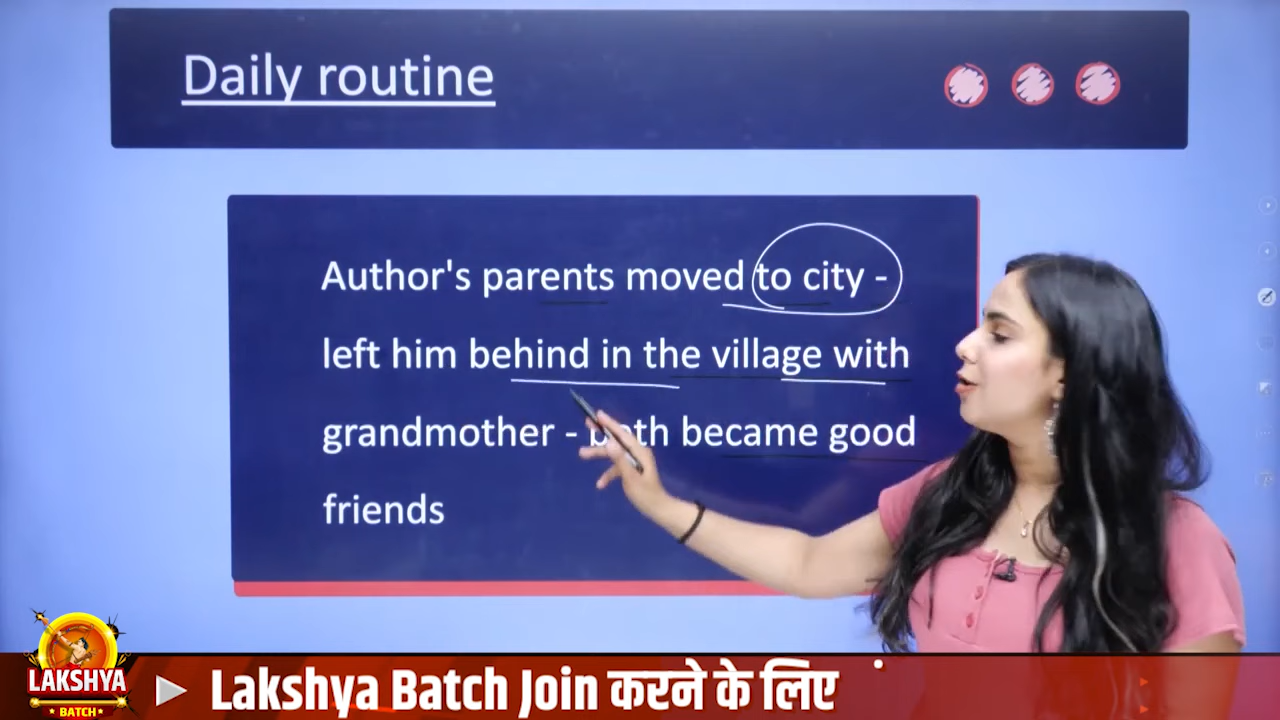 Daily routine
Author's parents moved to city -
left him behind in the village with
grandmother - both became good
friends
LAKSHYA
BATCH
Lakshya Batch Join करने के लिए